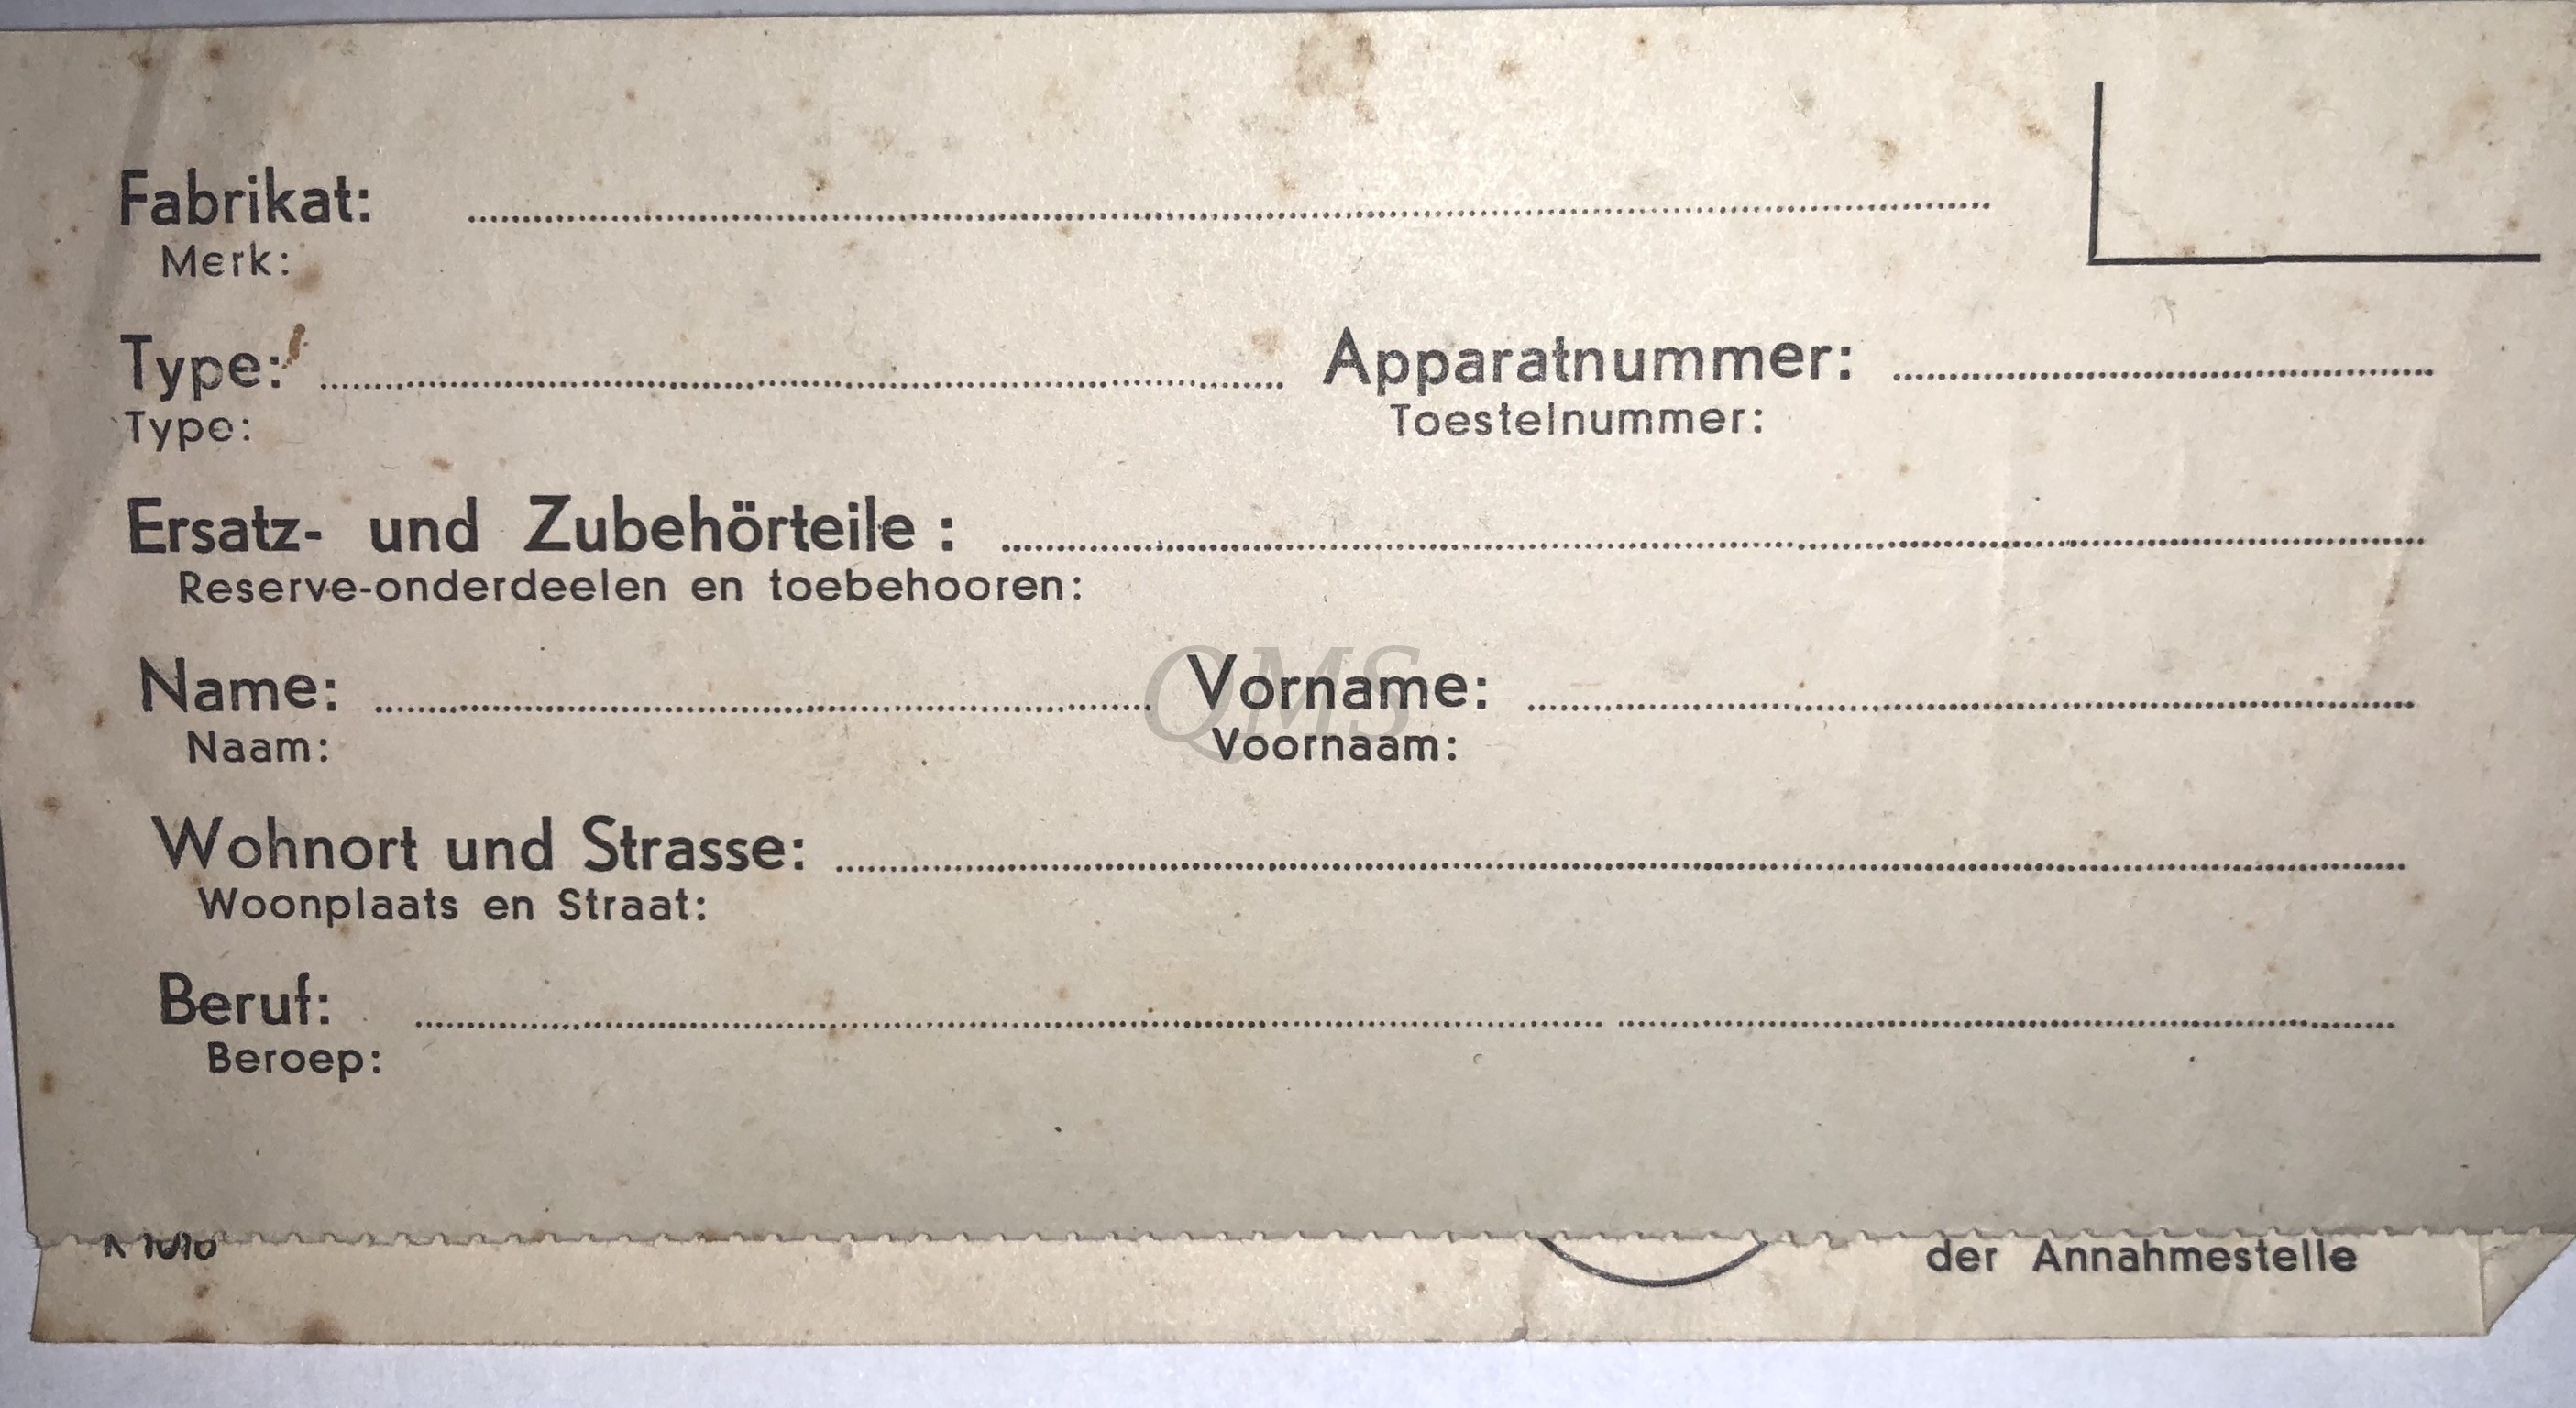 Fabrikat:
Merk:
Type: Apparatnummer:
Type: Toestelnummer:
Ersatz- und Zubehörteile :
Reserve-onderdeelen en toebehooren:
Name: Vorname:
Naam: Voornaam:
QMS
Wohnort und Strasse:
Woonplaats en Straat:
Beruf:
Beroep:
der Annahmestelle